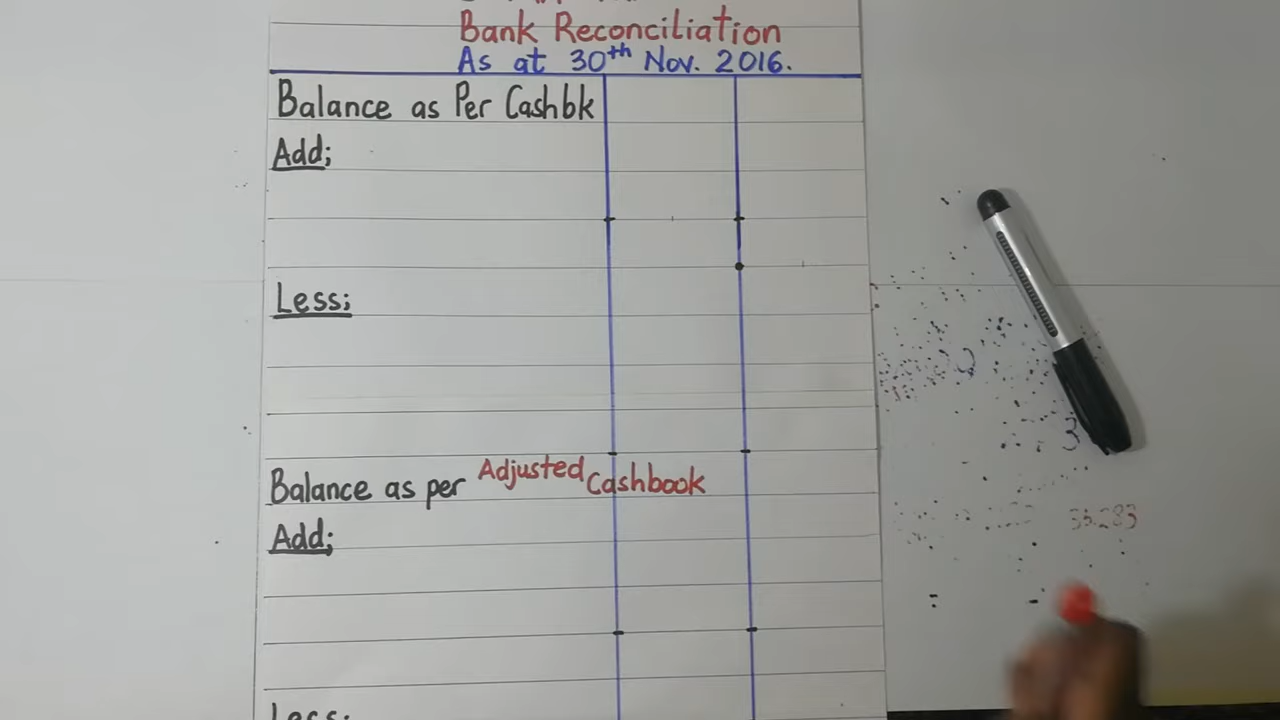 Bank Reconciliation
As at 30th Nov. 2016.
Balance as Per Cashbk
Add;
Less;
Balance as per Adjusted Cashbook
Add;
Less;